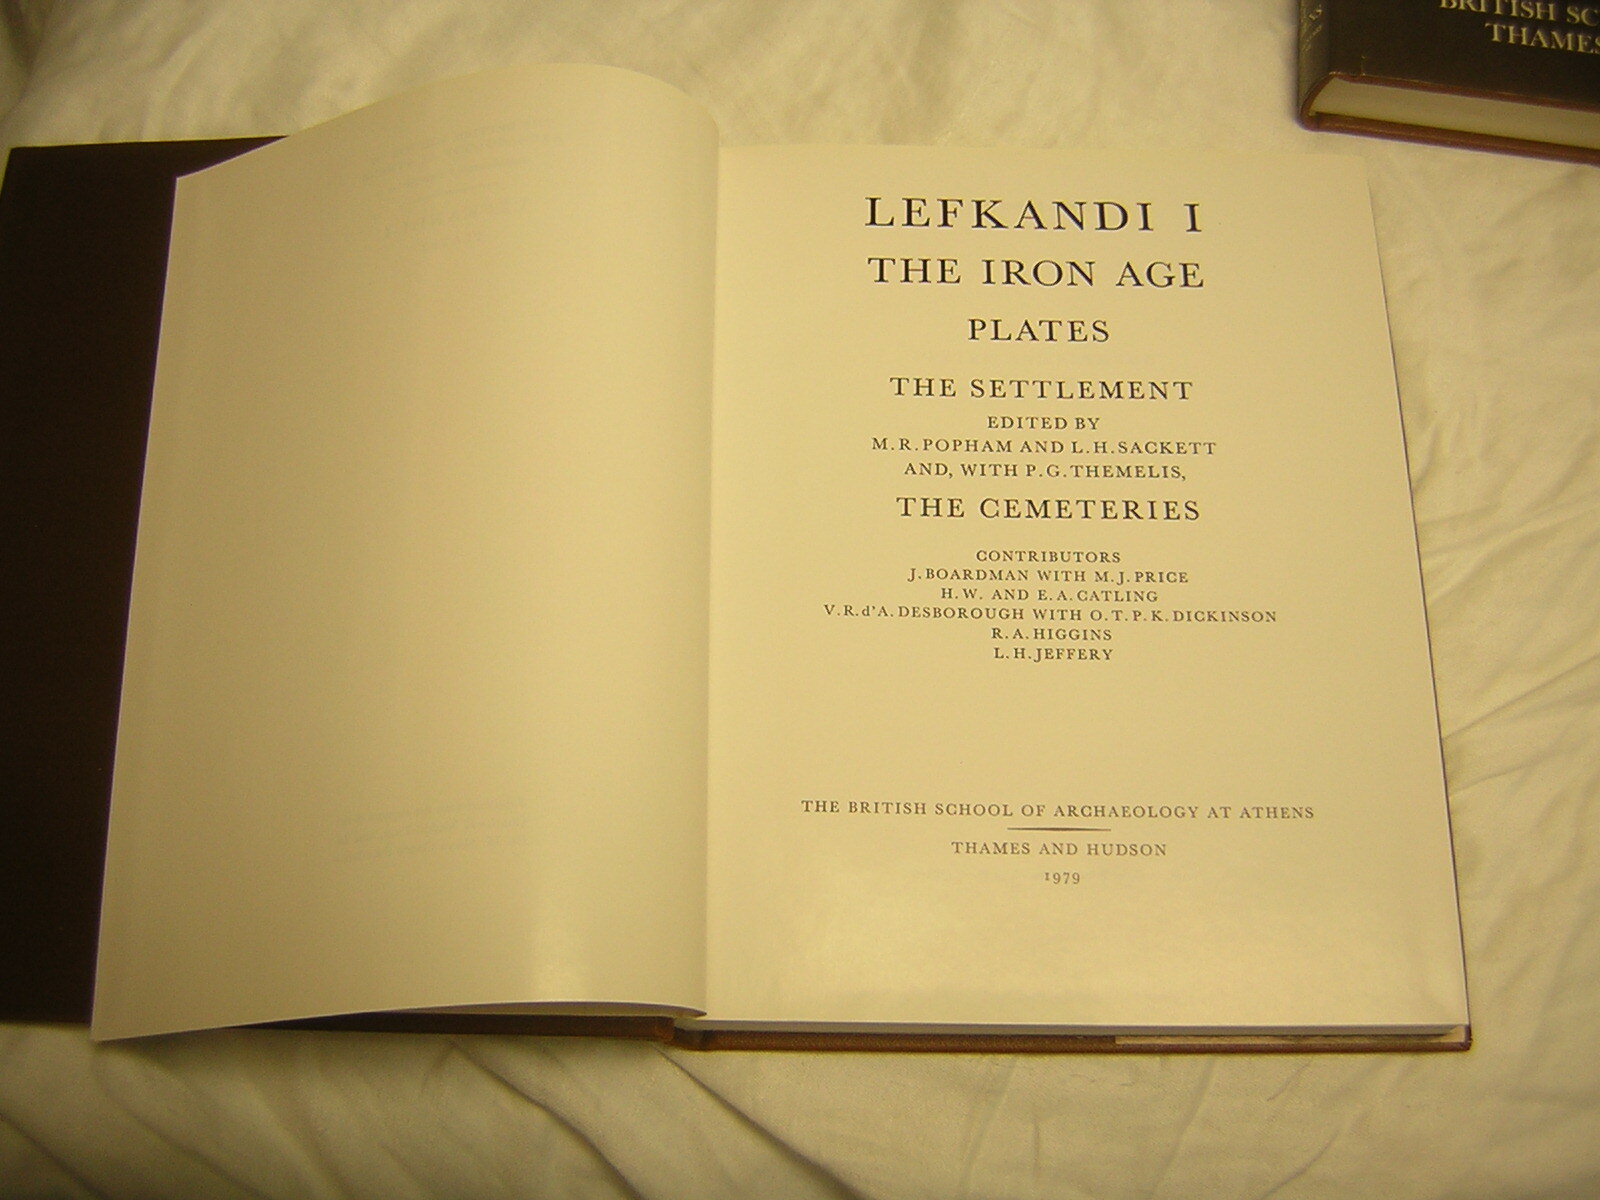 LEFKANDI I
THE IRON AGE
PLATES
THE SETTLEMENT
EDITED BY
M.R. POPHAM AND L.H. SACKETT
AND, WITH P.G. THEMELIS,
THE CEMETERIES
CONTRIBUTORS
J. BOARDMAN WITH M.J. PRICE
H.W. AND E.A. CATLING
V.R. d'A. DESBOROUGH WITH O.T.P.K. DICKINSON
R.A. HIGGINS
L.H. JEFFERY
THE BRITISH SCHOOL OF ARCHAEOLOGY AT ATHENS
THAMES AND HUDSON
1979
BRITISH SC
THAMES